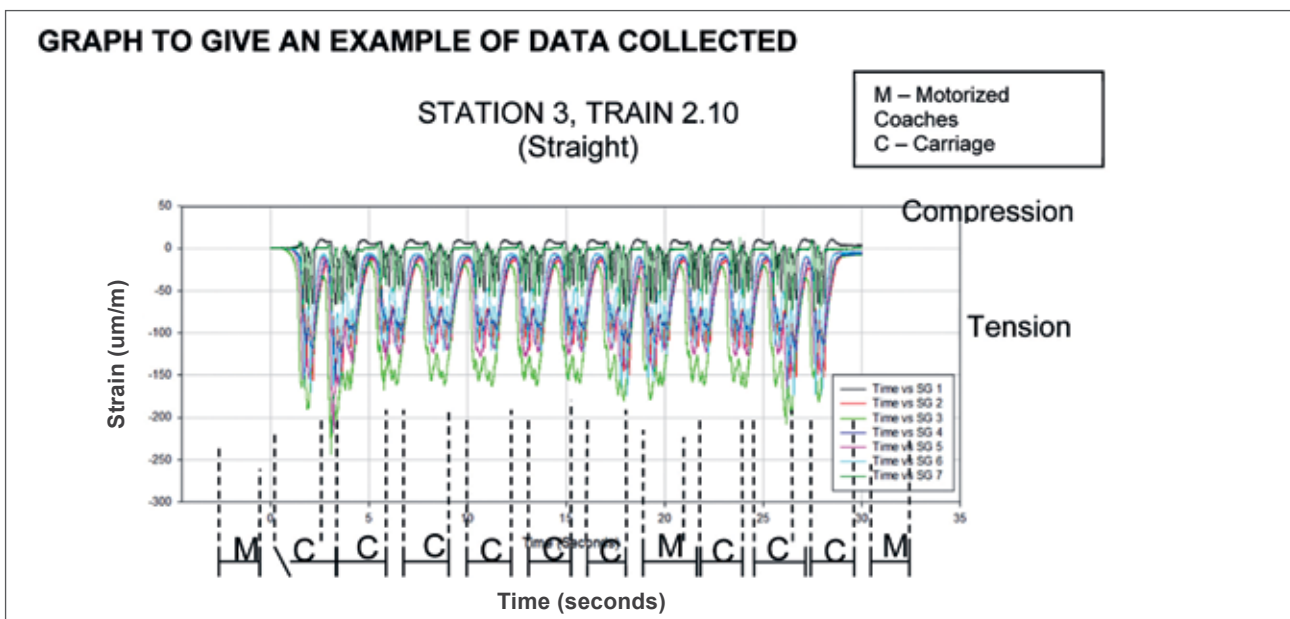 GRAPH TO GIVE AN EXAMPLE OF DATA COLLECTED
STATION 3, TRAIN 2.10
(Straight)
M – Motorized
Coaches
C – Carriage
Compression
Tension
Strain (um/m)
50
0
-50
-100
-150
-200
-250
-300
Time vs SG 1
Time vs SG 2
Time vs SG 3
Time vs SG 4
Time vs SG 5
Time vs SG 6
Time vs SG 7
0 5 10 15 20 25 30 35
Time (Seconds)
M C C C C C C M C C C M
Time (seconds)